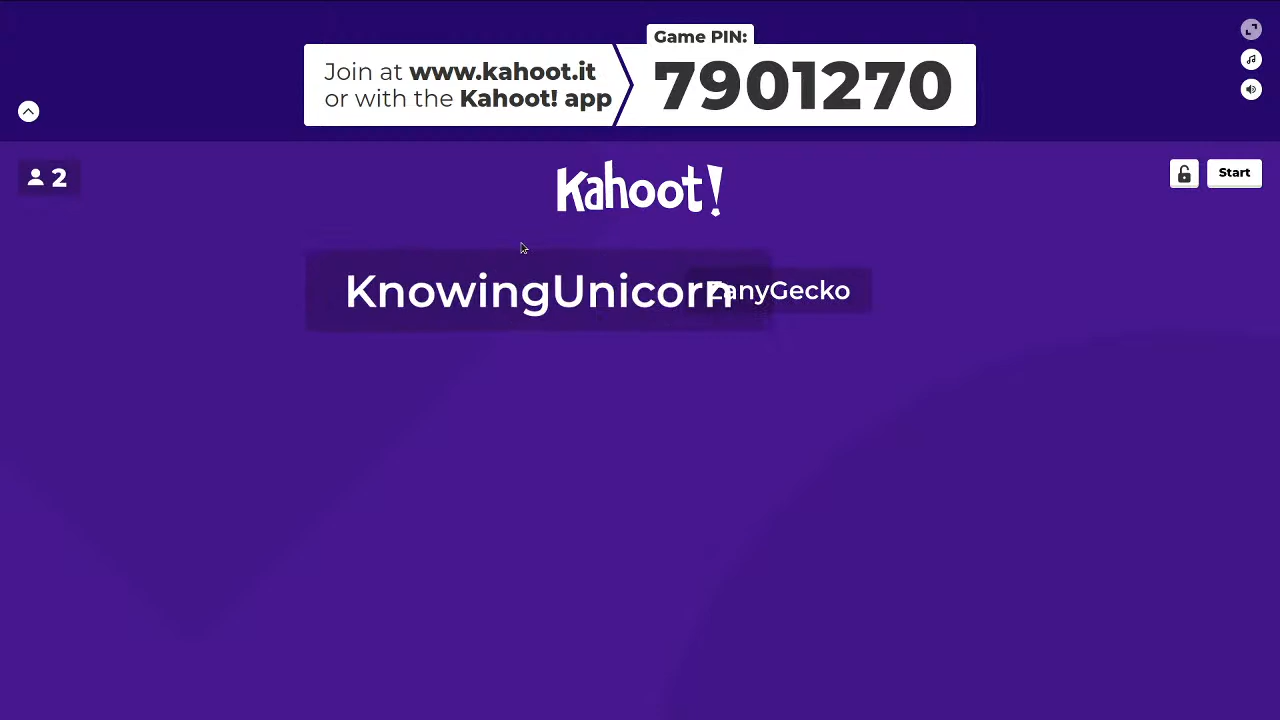 Game PIN:
Join at www.kahoot.it
or with the Kahoot! app
7901270
2
Kahoot!
Start
KnowingUnicorn
ZanyGecko